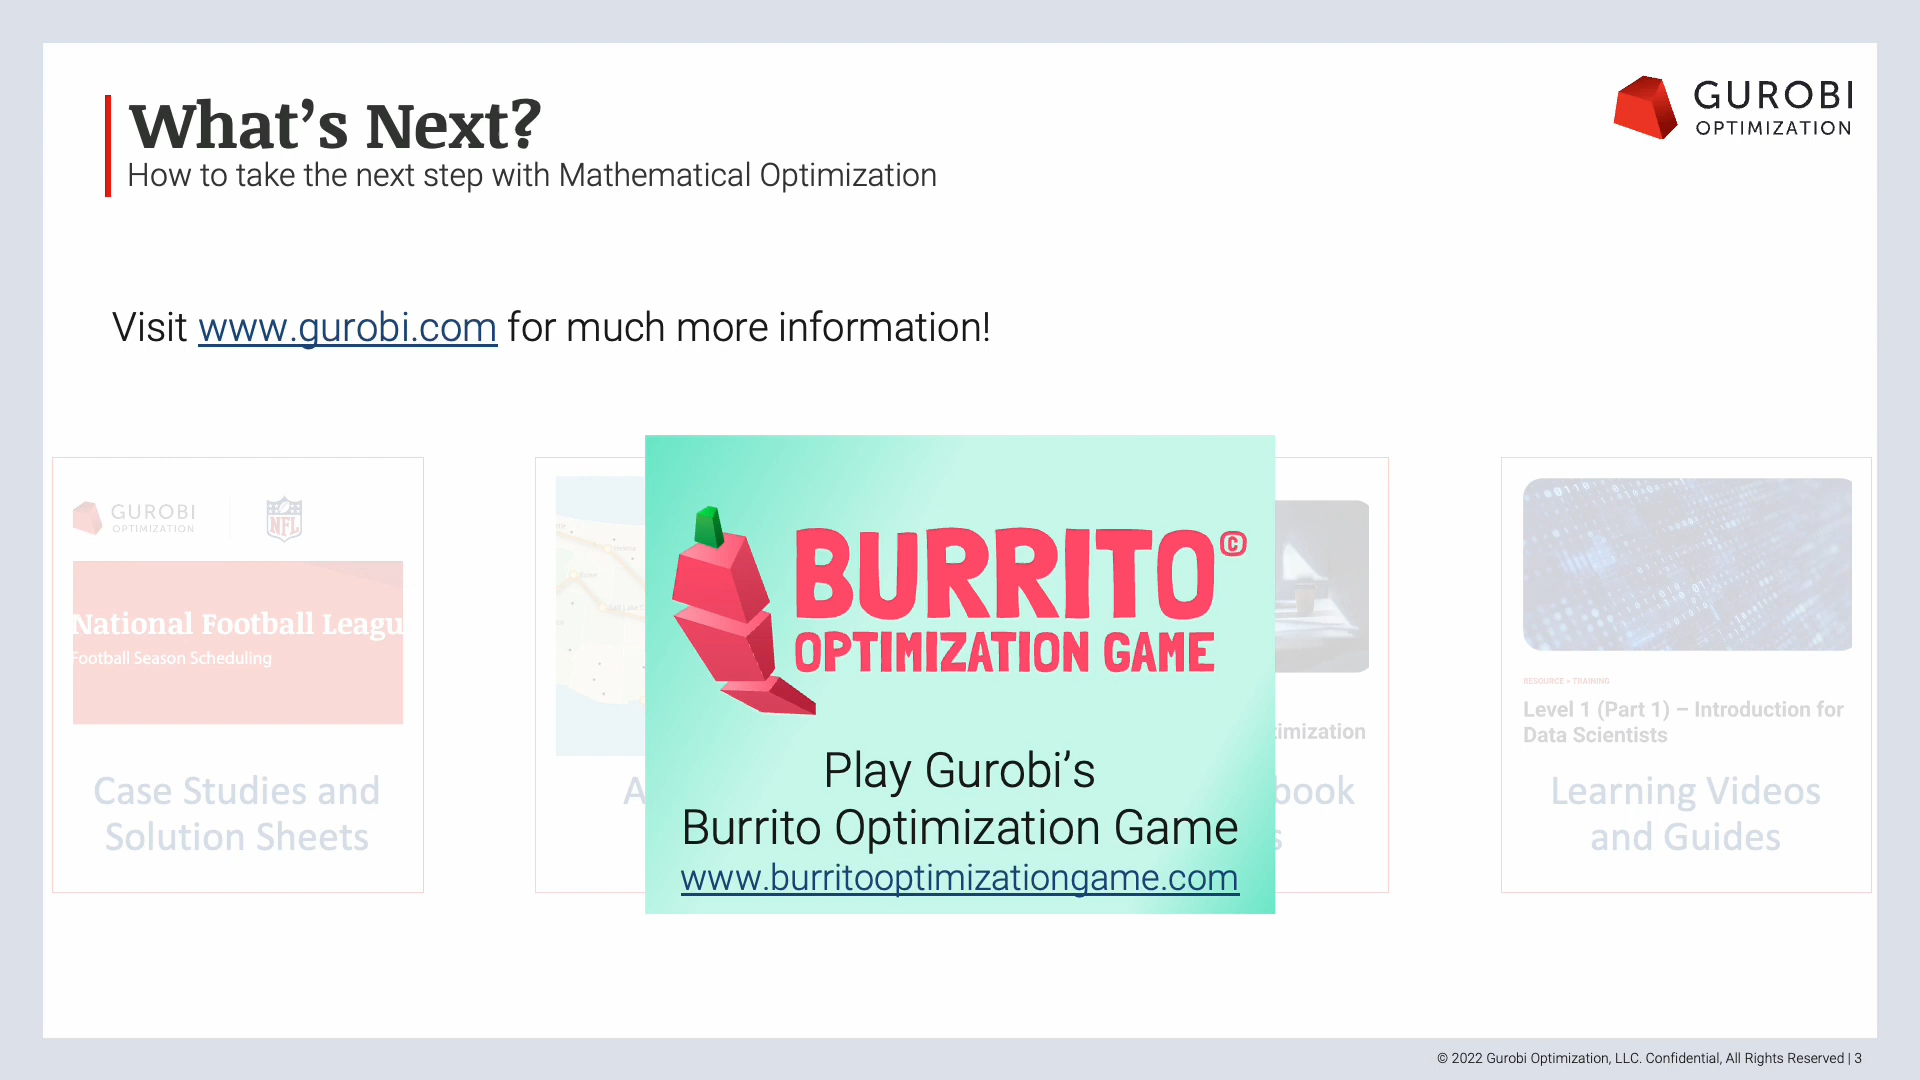 What’s Next?
How to take the next step with Mathematical Optimization
GUROBI
OPTIMIZATION
Visit www.gurobi.com for much more information!
GUROBI
OPTIMIZATION
NFL
National Football Leagu
Football Season Scheduling
Case Studies and
Solution Sheets
A
BURRITO©
OPTIMIZATION GAME
Play Gurobi’s
Burrito Optimization Game
www.burritooptimizationgame.com
timization
book
s
RESOURCE > TRAINING
Level 1 (Part 1) – Introduction for
Data Scientists
Learning Videos
and Guides
© 2022 Gurobi Optimization, LLC. Confidential, All Rights Reserved | 3